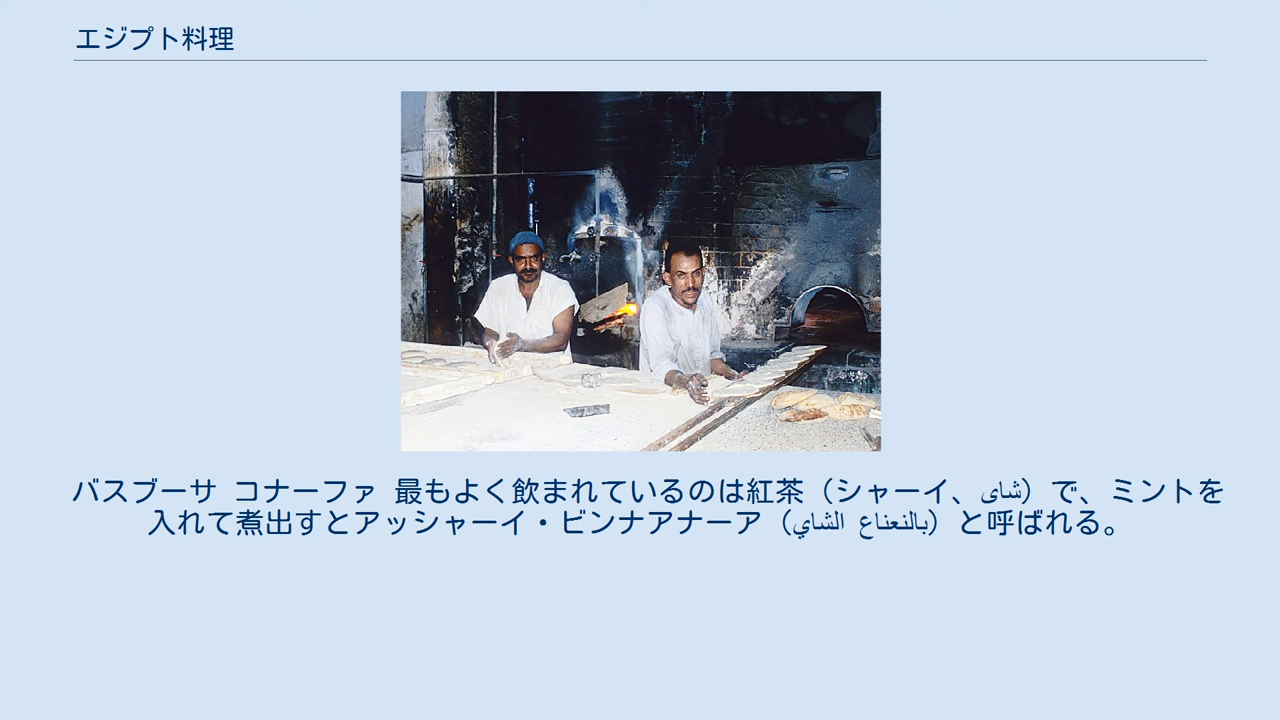 エジプト料理
バスブーサ コナーファ 最もよく飲まれているのは紅茶（シャーイ、شاى）で、ミントを
入れて煮出すとアッシャーイ・ビンナアナーア（بالنعناع الشاي）と呼ばれる。